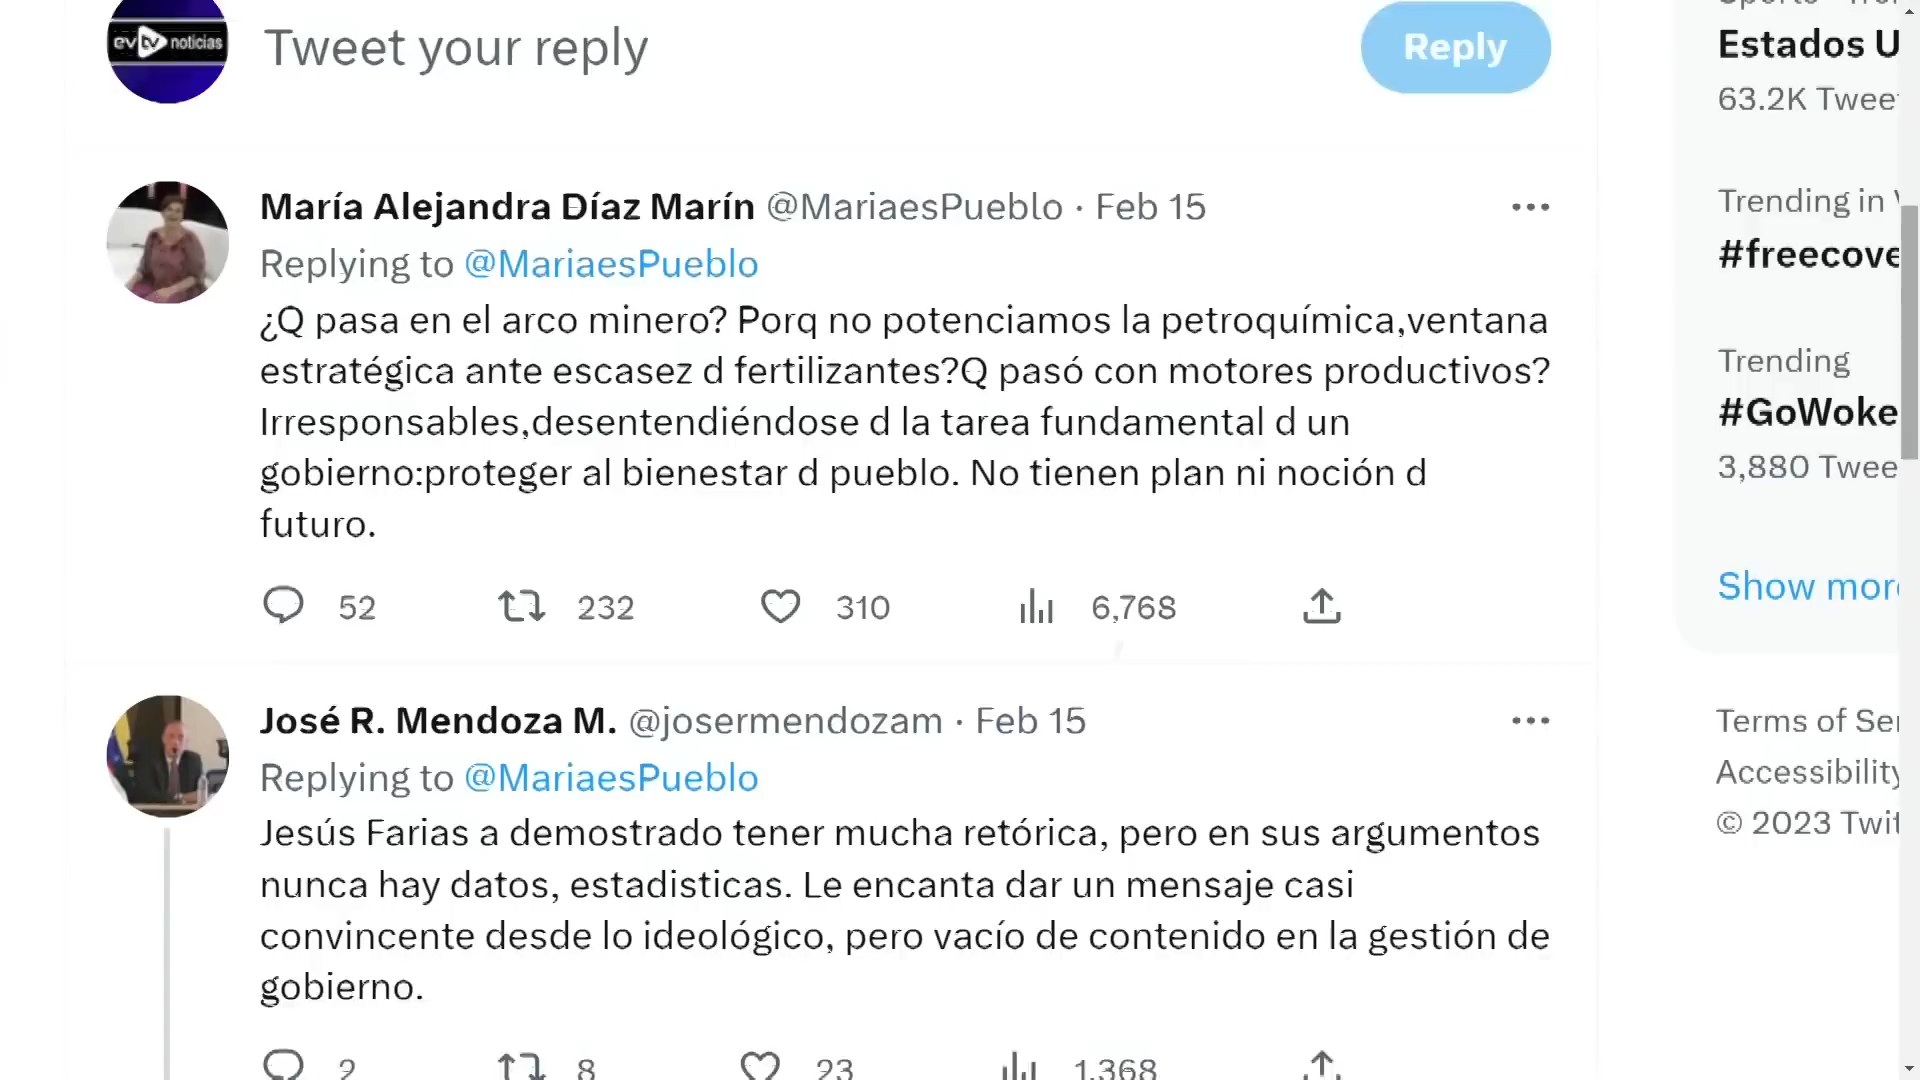 evtv noticias
Tweet your reply
Reply
María Alejandra Díaz Marín @MariaesPueblo · Feb 15
Replying to @MariaesPueblo
¿Q pasa en el arco minero? Porq no potenciamos la petroquímica,ventana
estratégica ante escasez d fertilizantes?Q pasó con motores productivos?
Irresponsables,desentendiéndose d la tarea fundamental d un
gobierno:proteger al bienestar d pueblo. No tienen plan ni noción d
futuro.
52 232 310 6,768
José R. Mendoza M. @josermendozam · Feb 15
Replying to @MariaesPueblo
Jesús Farias a demostrado tener mucha retórica, pero en sus argumentos
nunca hay datos, estadisticas. Le encanta dar un mensaje casi
convincente desde lo ideológico, pero vacío de contenido en la gestión de
gobierno.
2 8 23 1,368
Estados U
63.2K Twee
Trending in
#freecove
Trending
#GoWoke
3,880 Twee
Show mor
Terms of Ser
Accessibility
© 2023 Twit